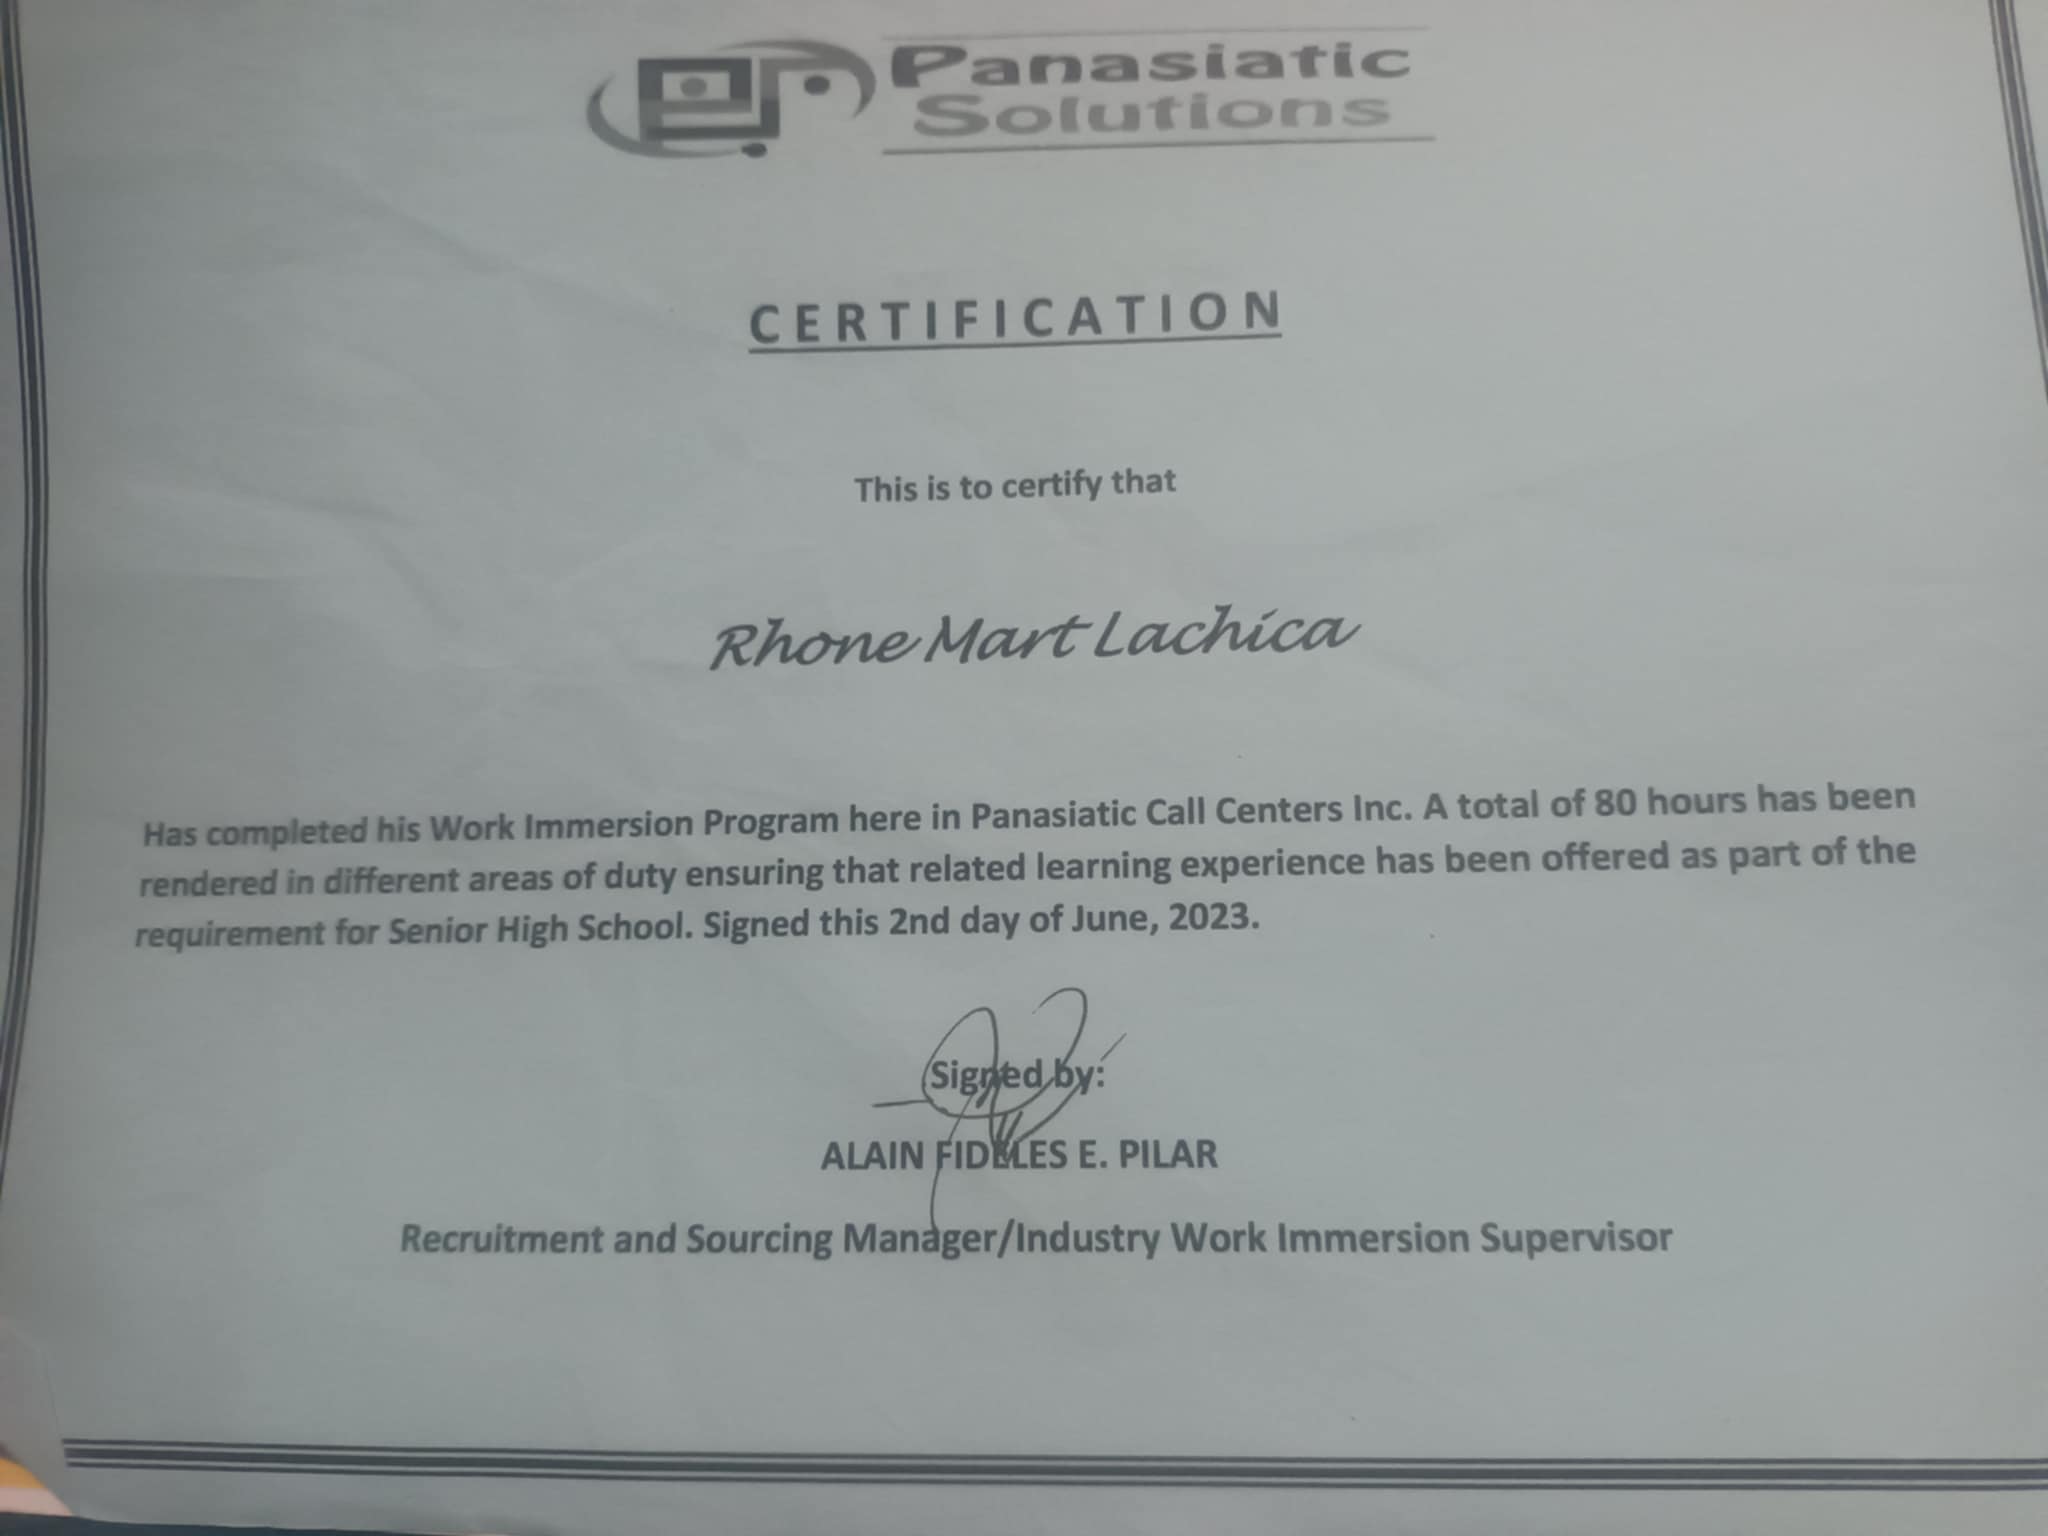 Panasiatic
Solutions
CERTIFICATION
This is to certify that
Rhone Mart Lachica
Has completed his Work Immersion Program here in Panasiatic Call Centers Inc. A total of 80 hours has been
rendered in different areas of duty ensuring that related learning experience has been offered as part of the
requirement for Senior High School. Signed this 2nd day of June, 2023.
Signed by:
ALAIN FIDELES E. PILAR
Recruitment and Sourcing Manager/Industry Work Immersion Supervisor